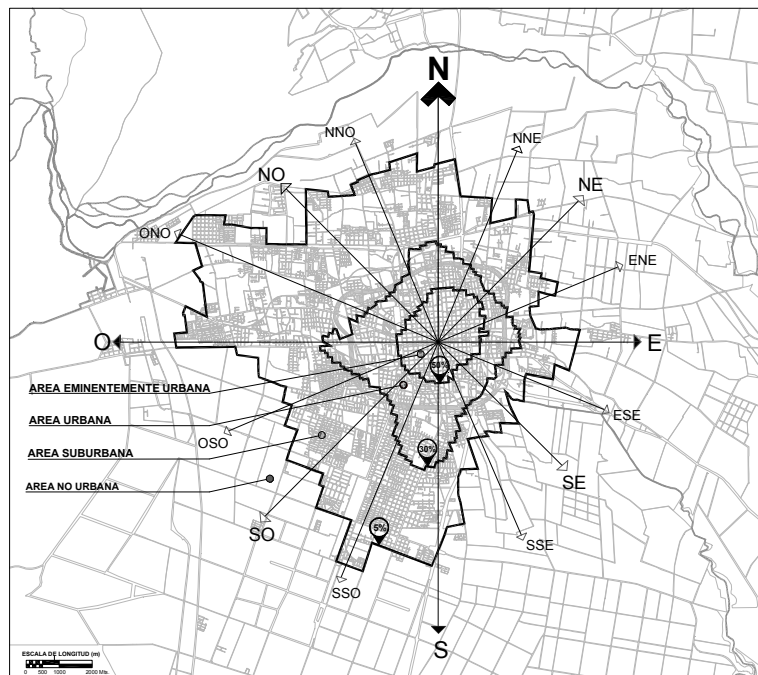 N
NNO
NNE
NO
NE
ONO
ENE
O
E
50%
AREA EMINENTEMENTE URBANA
AREA URBANA
ESE
OSO
AREA SUBURBANA
30%
SE
AREA NO URBANA
SO
5%
SSE
SSO
S
ESCALA DE LONGITUD (m)
0 500 1000 2000 Mts.